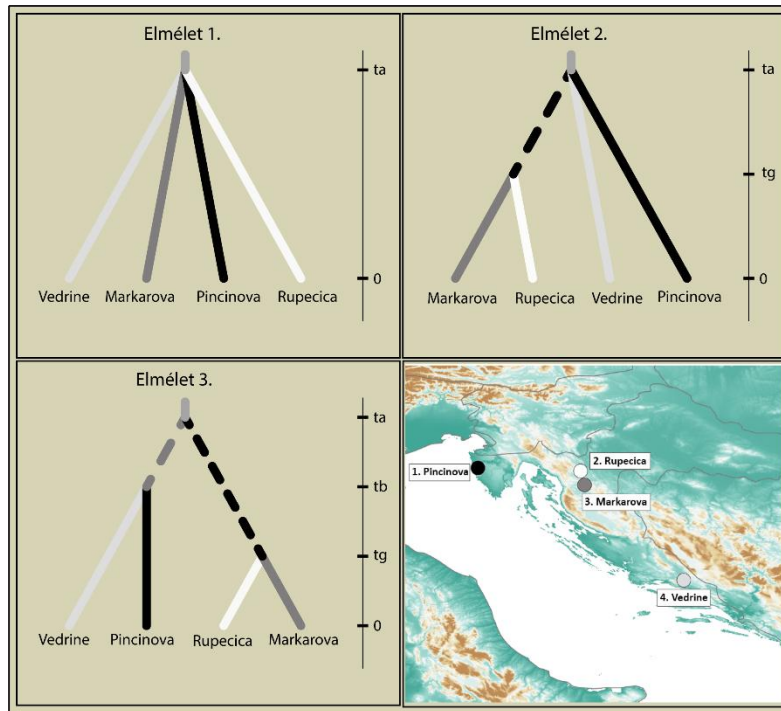 Elmélet 1.
ta
0
Vedrine Markarova Pincinova Rupecica
Elmélet 2.
ta
tg
0
Markarova Rupecica Vedrine Pincinova
Elmélet 3.
ta
tb
tg
0
Vedrine Pincinova Rupecica Markarova
1. Pincinova
2. Rupecica
3. Markarova
4. Vedrine